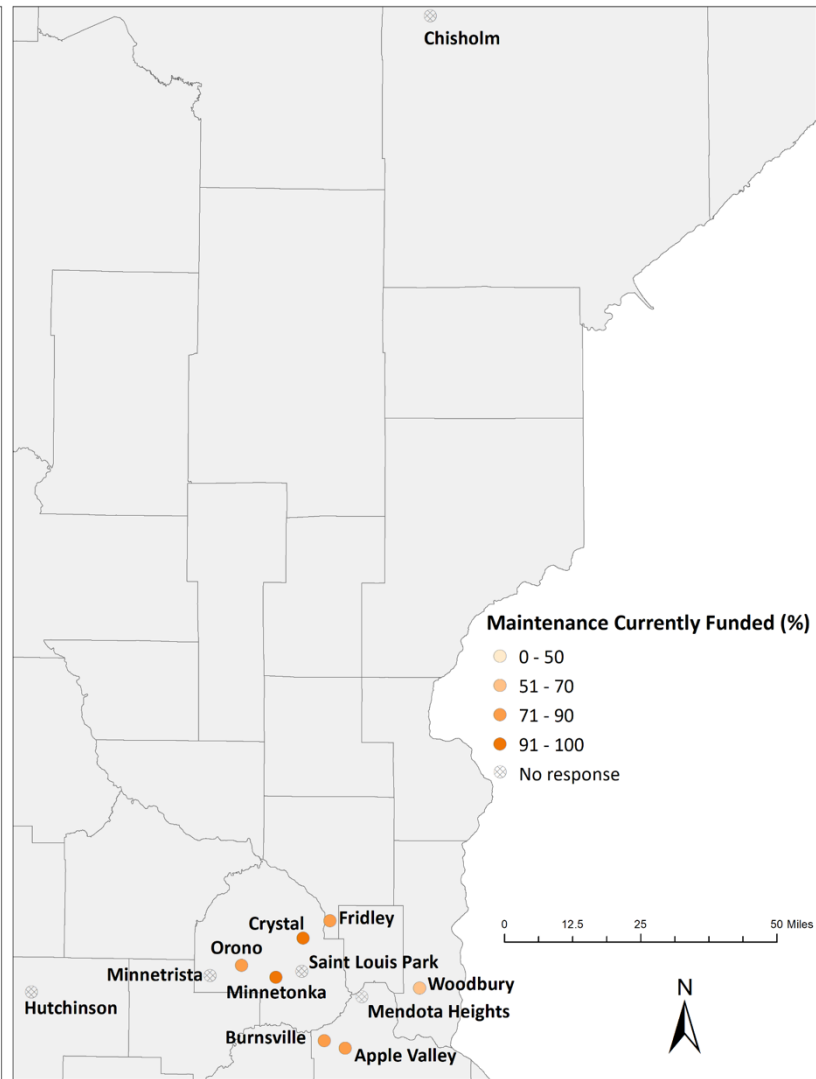 Chisholm
Maintenance Currently Funded (%)
0 - 50
51 - 70
71 - 90
91 - 100
No response
0 12.5 25 50 Miles
N
Crystal
Fridley
Orono
Saint Louis Park
Minnetrista
Minnetonka
Woodbury
Hutchinson
Mendota Heights
Burnsville
Apple Valley